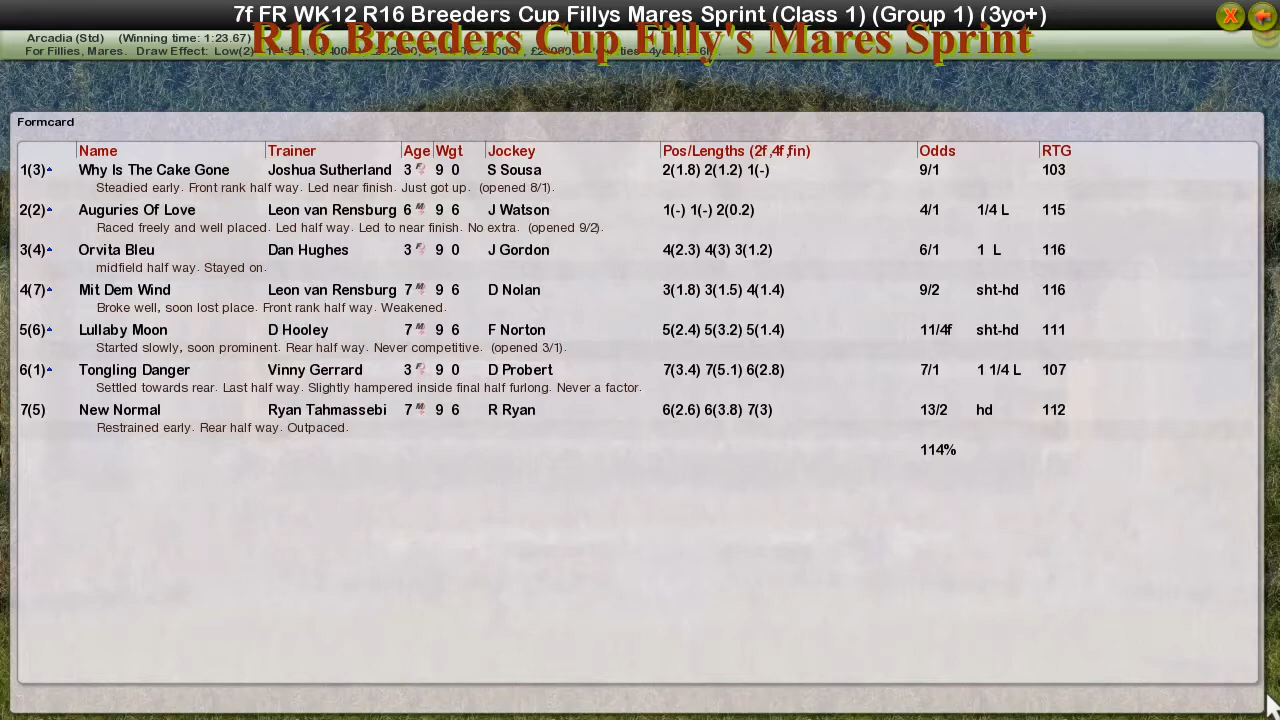 7f FR WK12 R16 Breeders Cup Fillys Mares Sprint (Class 1) (Group 1) (3yo+)
R16 Breeders Cup Filly's Mares Sprint
Arcadia (Std) (Winning time: 1:23.67)
For Fillies, Mares. Draw Effect: Low(2)
Formcard
Name Trainer Age Wgt Jockey Pos/Lengths (2f,4f,fin) Odds RTG
1(3) Why Is The Cake Gone Joshua Sutherland 3 F 9 0 S Sousa 2(1.8) 2(1.2) 1(-) 9/1 103
Steadied early. Front rank half way. Led near finish. Just got up. (opened 8/1).
2(2) Auguries Of Love Leon van Rensburg 6 M 9 6 J Watson 1(-) 1(-) 2(0.2) 4/1 1/4 L 115
Raced freely and well placed. Led half way. Led to near finish. No extra. (opened 9/2).
3(4) Orvita Bleu Dan Hughes 3 F 9 0 J Gordon 4(2.3) 4(3) 3(1.2) 6/1 1 L 116
midfield half way. Stayed on.
4(7) Mit Dem Wind Leon van Rensburg 7 M 9 6 D Nolan 3(1.8) 3(1.5) 4(1.4) 9/2 sht-hd 116
Broke well, soon lost place. Front rank half way. Weakened.
5(6) Lullaby Moon D Hooley 7 M 9 6 F Norton 5(2.4) 5(3.2) 5(1.4) 11/4f sht-hd 111
Started slowly, soon prominent. Rear half way. Never competitive. (opened 3/1).
6(1) Tongling Danger Vinny Gerrard 3 F 9 0 D Probert 7(3.4) 7(5.1) 6(2.8) 7/1 1 1/4 L 107
Settled towards rear. Last half way. Slightly hampered inside final half furlong. Never a factor.
7(5) New Normal Ryan Tahmassebi 7 M 9 6 R Ryan 6(2.6) 6(3.8) 7(3) 13/2 hd 112
Restrained early. Rear half way. Outpaced.
114%